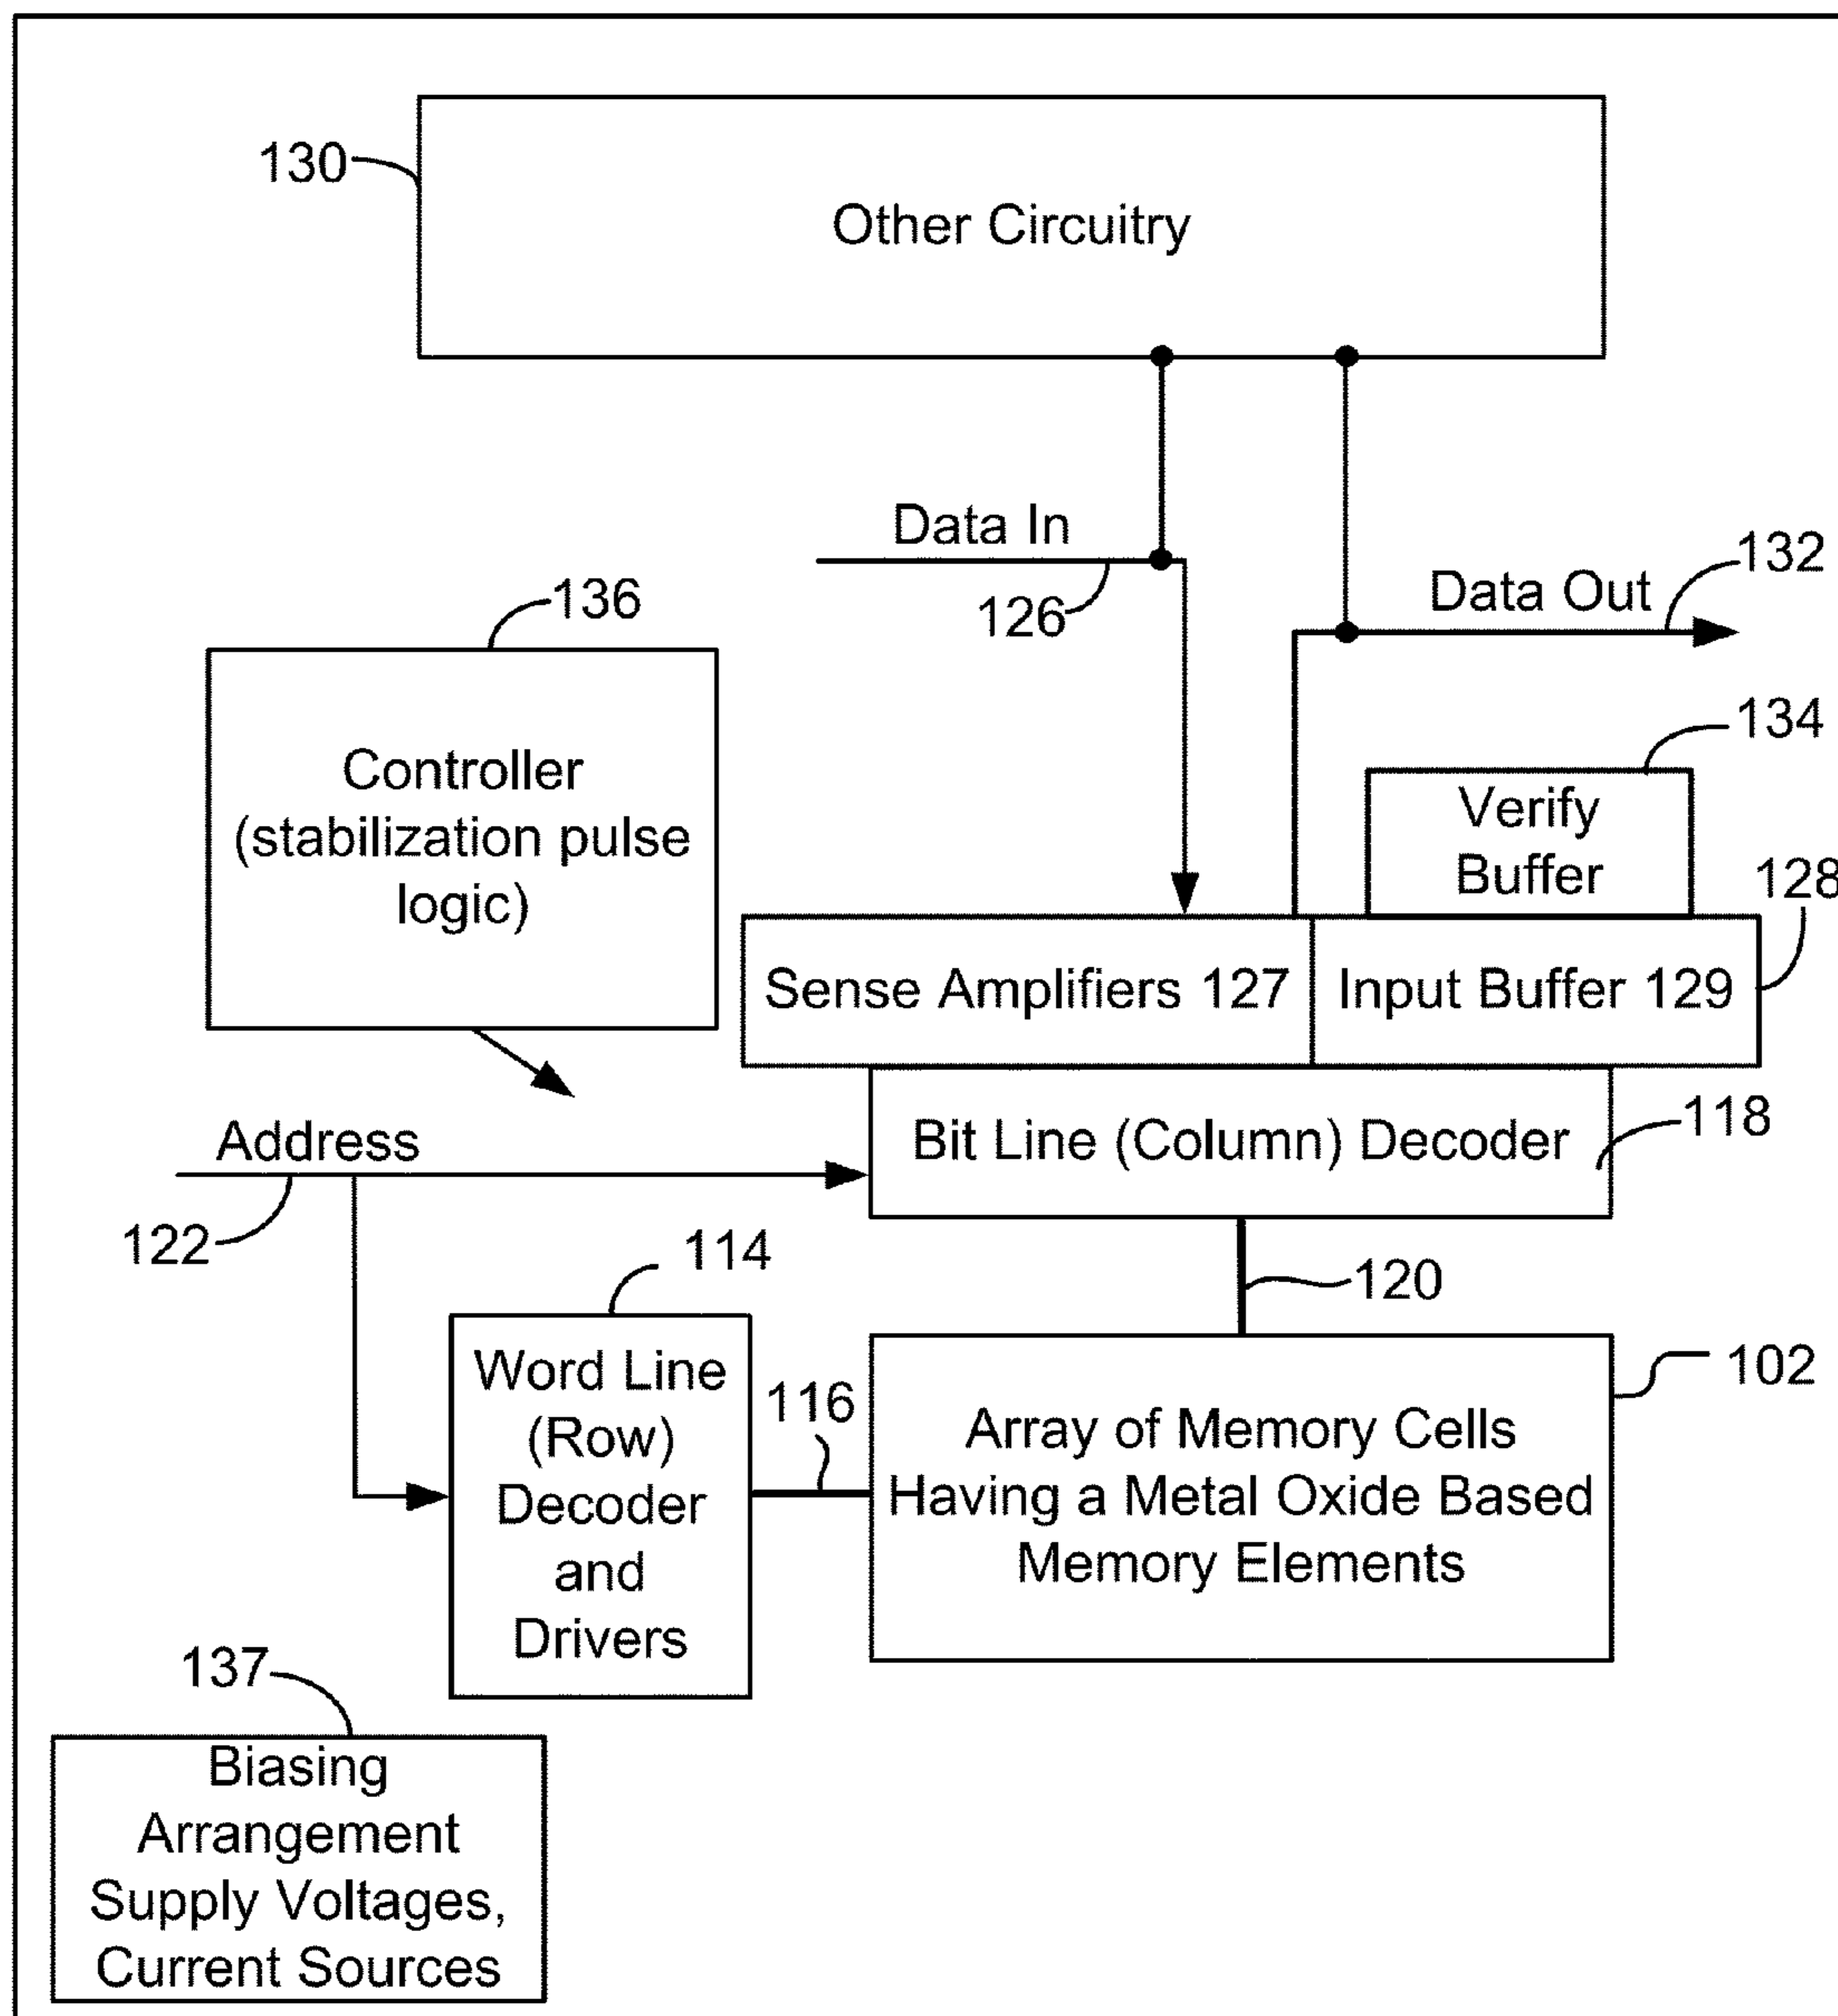 130
Other Circuitry
Data In
126
132
Data Out
136
Controller
(stabilization pulse
logic)
134
Verify
Buffer
128
Sense Amplifiers 127
Input Buffer 129
Bit Line (Column) Decoder
118
Address
122
114
120
Word Line
(Row)
Decoder
and
Drivers
116
102
Array of Memory Cells
Having a Metal Oxide Based
Memory Elements
137
Biasing
Arrangement
Supply Voltages,
Current Sources